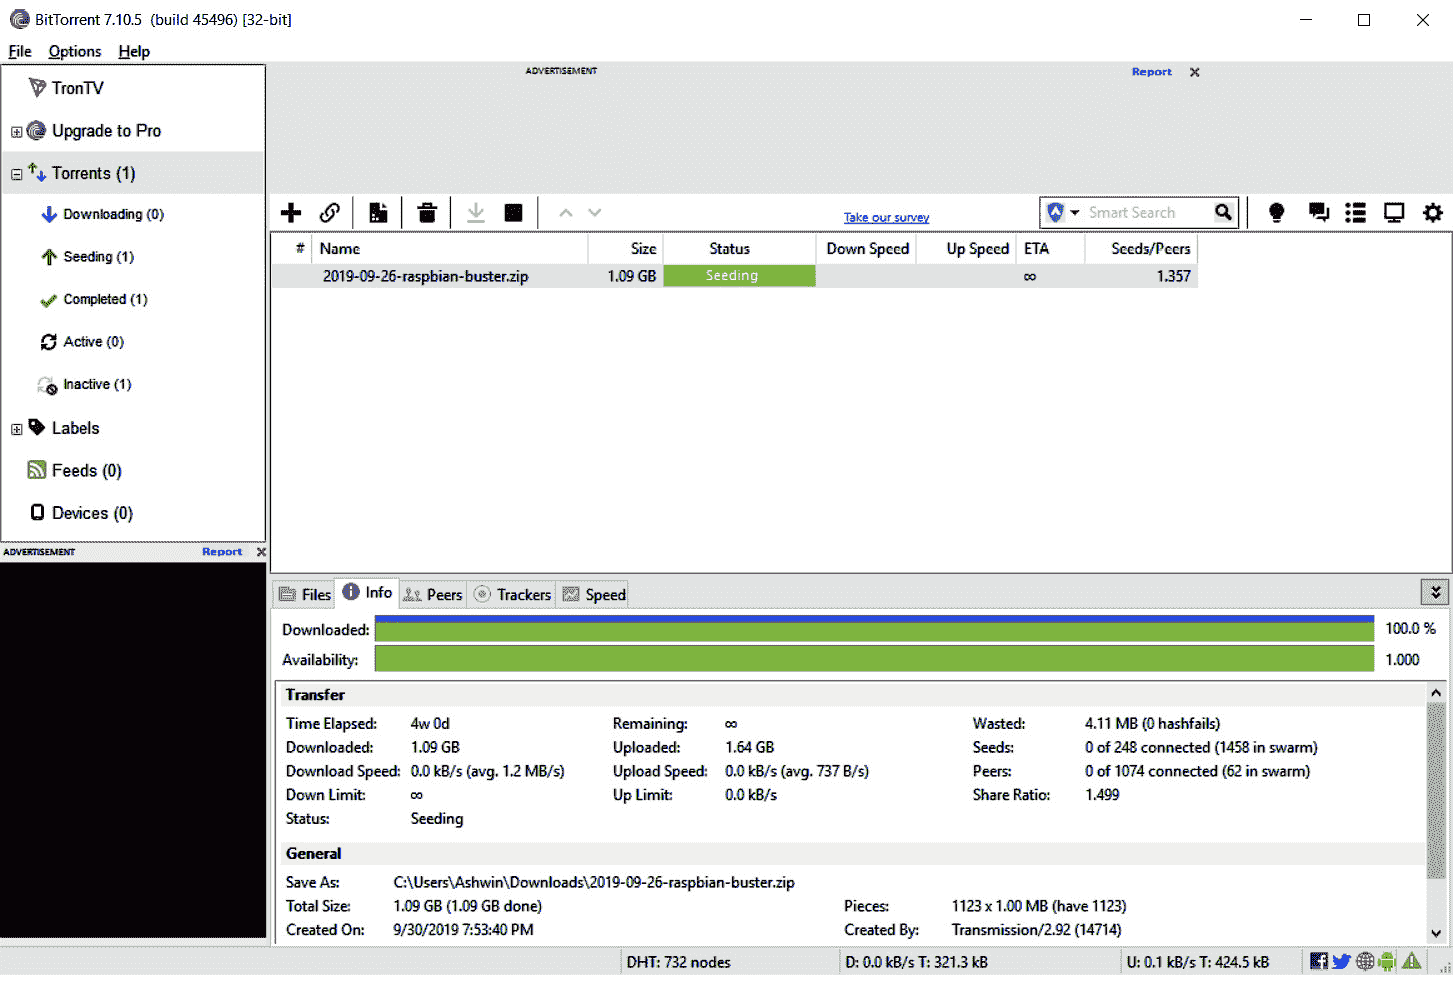 BitTorrent 7.10.5 (build 45496) [32-bit]
File Options Help
TronTV
Upgrade to Pro
Torrents (1)
Downloading (0)
Seeding (1)
Completed (1)
Active (0)
Inactive (1)
Labels
Feeds (0)
Devices (0)
ADVERTISEMENT Report
ADVERTISEMENT Report
Take our survey
Smart Search
# Name Size Status Down Speed Up Speed ETA Seeds/Peers
2019-09-26-raspbian-buster.zip 1.09 GB Seeding ∞ 1.357
Files Info Peers Trackers Speed
Downloaded: 100.0 %
Availability: 1.000
Transfer
Time Elapsed: 4w 0d Remaining: ∞ Wasted: 4.11 MB (0 hashfails)
Downloaded: 1.09 GB Uploaded: 1.64 GB Seeds: 0 of 248 connected (1458 in swarm)
Download Speed: 0.0 kB/s (avg. 1.2 MB/s) Upload Speed: 0.0 kB/s (avg. 737 B/s) Peers: 0 of 1074 connected (62 in swarm)
Down Limit: ∞ Up Limit: 0.0 kB/s Share Ratio: 1.499
Status: Seeding
General
Save As: C:\Users\Ashwin\Downloads\2019-09-26-raspbian-buster.zip
Total Size: 1.09 GB (1.09 GB done) Pieces: 1123 x 1.00 MB (have 1123)
Created On: 9/30/2019 7:53:40 PM Created By: Transmission/2.92 (14714)
DHT: 732 nodes D: 0.0 kB/s T: 321.3 kB U: 0.1 kB/s T: 424.5 kB